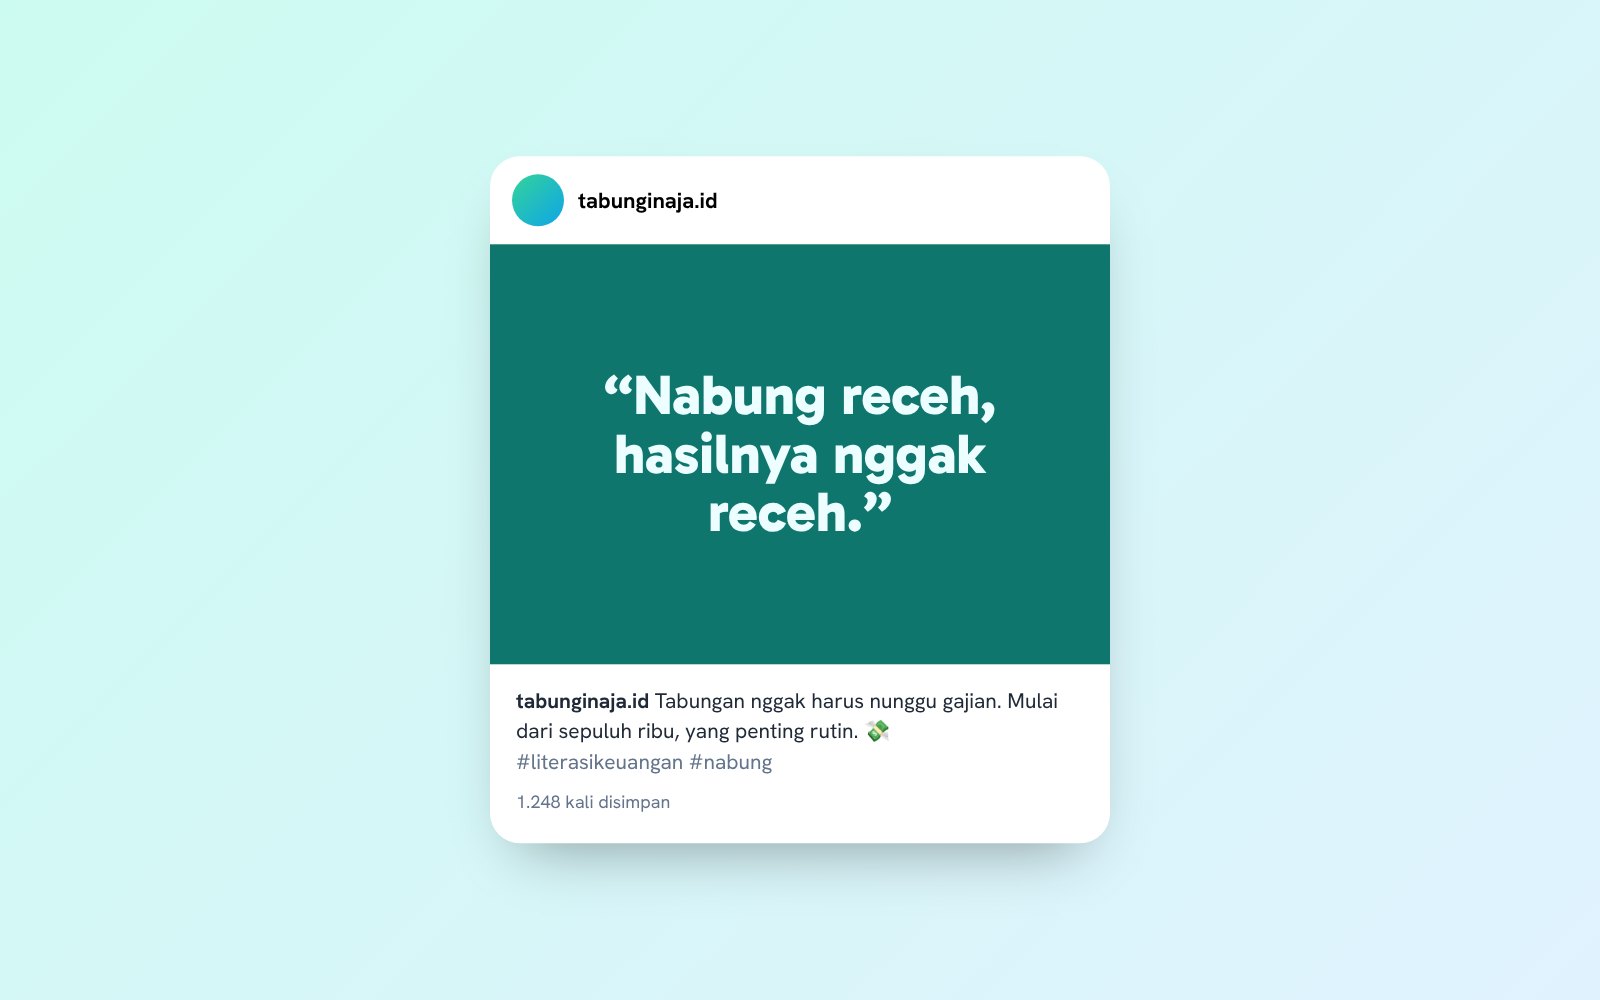 tabunginaja.id
“Nabung receh,
hasilnya nggak
receh.”
tabunginaja.id Tabungan nggak harus nunggu gajian. Mulai
dari sepuluh ribu, yang penting rutin. 💸
#literasikeuangan #nabung
1.248 kali disimpan